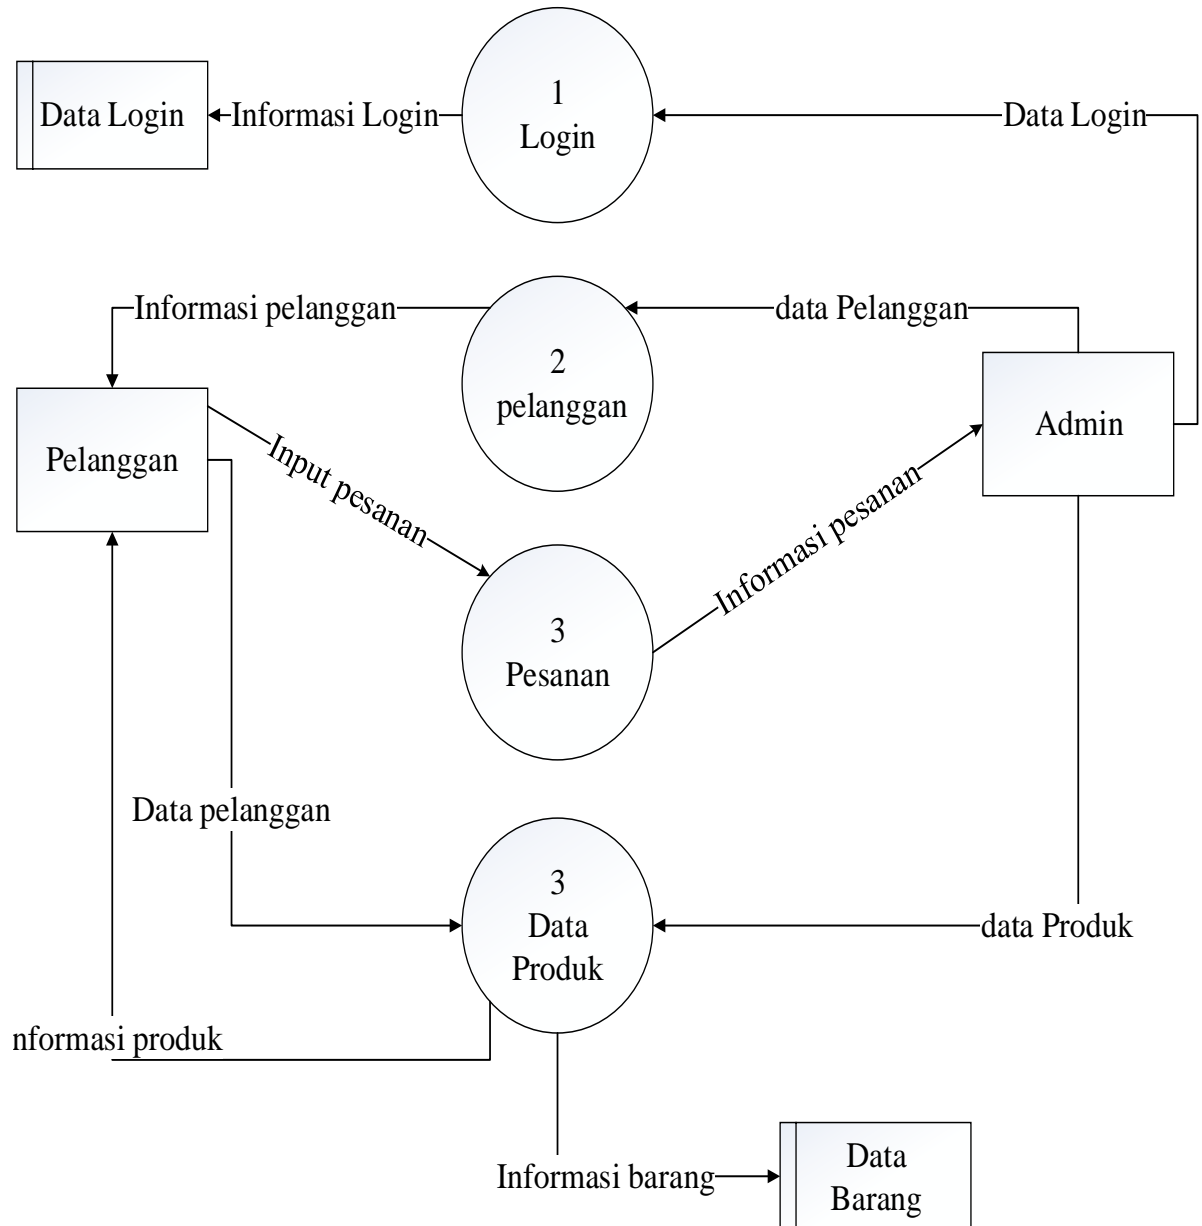 1
Login
Data Login
Informasi Login
Data Login
Informasi pelanggan
data Pelanggan
2
pelanggan
Admin
Pelanggan
Input pesanan
Informasi pesanan
3
Pesanan
Data pelanggan
3
Data
Produk
data Produk
nformasi produk
Informasi barang
Data
Barang